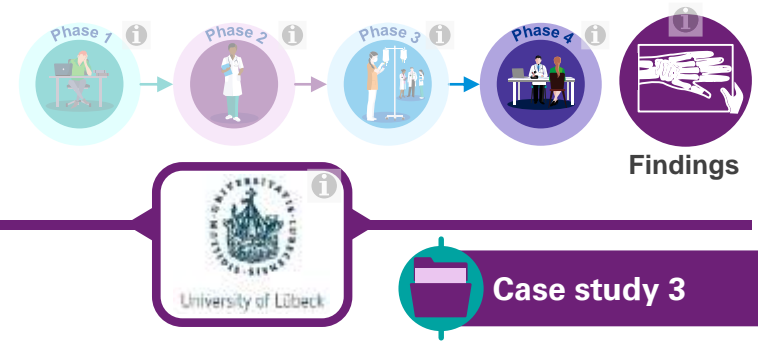 Phase 1
Phase 2
Phase 3
Phase 4
Findings
University of Lübeck
Case study 3